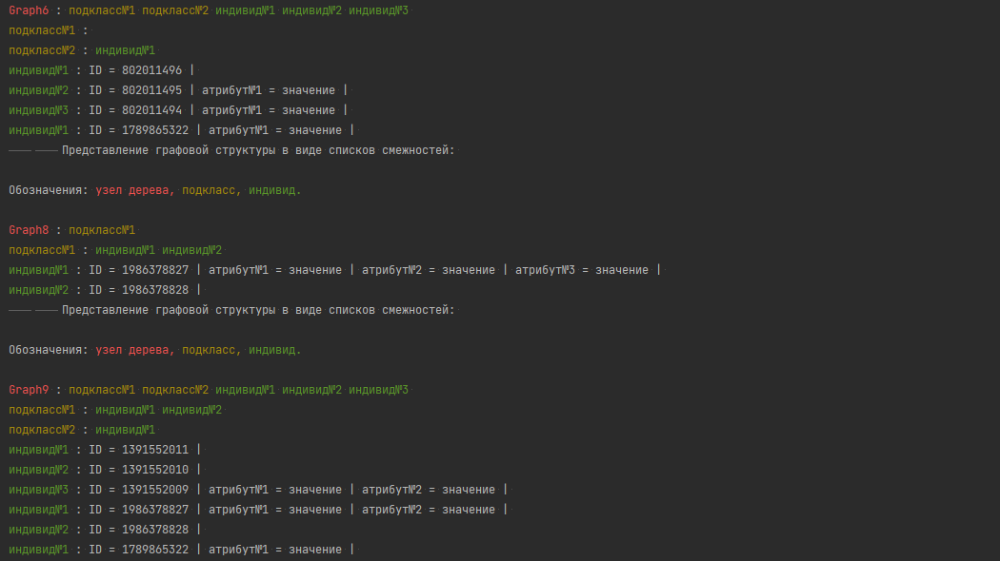 Graph6 : подкласс№1 подкласс№2 индивид№1 индивид№2 индивид№3
подкласс№1 :
подкласс№2 : индивид№1
индивид№1 : ID = 802011496 |
индивид№2 : ID = 802011495 | атрибут№1 = значение |
индивид№3 : ID = 802011494 | атрибут№1 = значение |
индивид№1 : ID = 1789865322 | атрибут№1 = значение |
——— ——— Представление графовой структуры в виде списков смежностей:
Обозначения: узел дерева, подкласс, индивид.
Graph8 : подкласс№1
подкласс№1 : индивид№1 индивид№2
индивид№1 : ID = 1986378827 | атрибут№1 = значение | атрибут№2 = значение | атрибут№3 = значение |
индивид№2 : ID = 1986378828 |
——— ——— Представление графовой структуры в виде списков смежностей:
Обозначения: узел дерева, подкласс, индивид.
Graph9 : подкласс№1 подкласс№2 индивид№1 индивид№2 индивид№3
подкласс№1 : индивид№1 индивид№2
подкласс№2 : индивид№1
индивид№1 : ID = 1391552011 |
индивид№2 : ID = 1391552010 |
индивид№3 : ID = 1391552009 | атрибут№1 = значение | атрибут№2 = значение |
индивид№1 : ID = 1986378827 | атрибут№1 = значение | атрибут№2 = значение |
индивид№2 : ID = 1986378828 |
индивид№1 : ID = 1789865322 | атрибут№1 = значение |